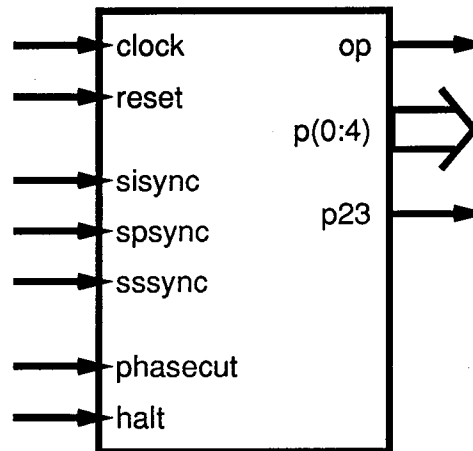 clock op
reset
p(0:4)
sisync
spsync p23
sssync
phasecut
halt